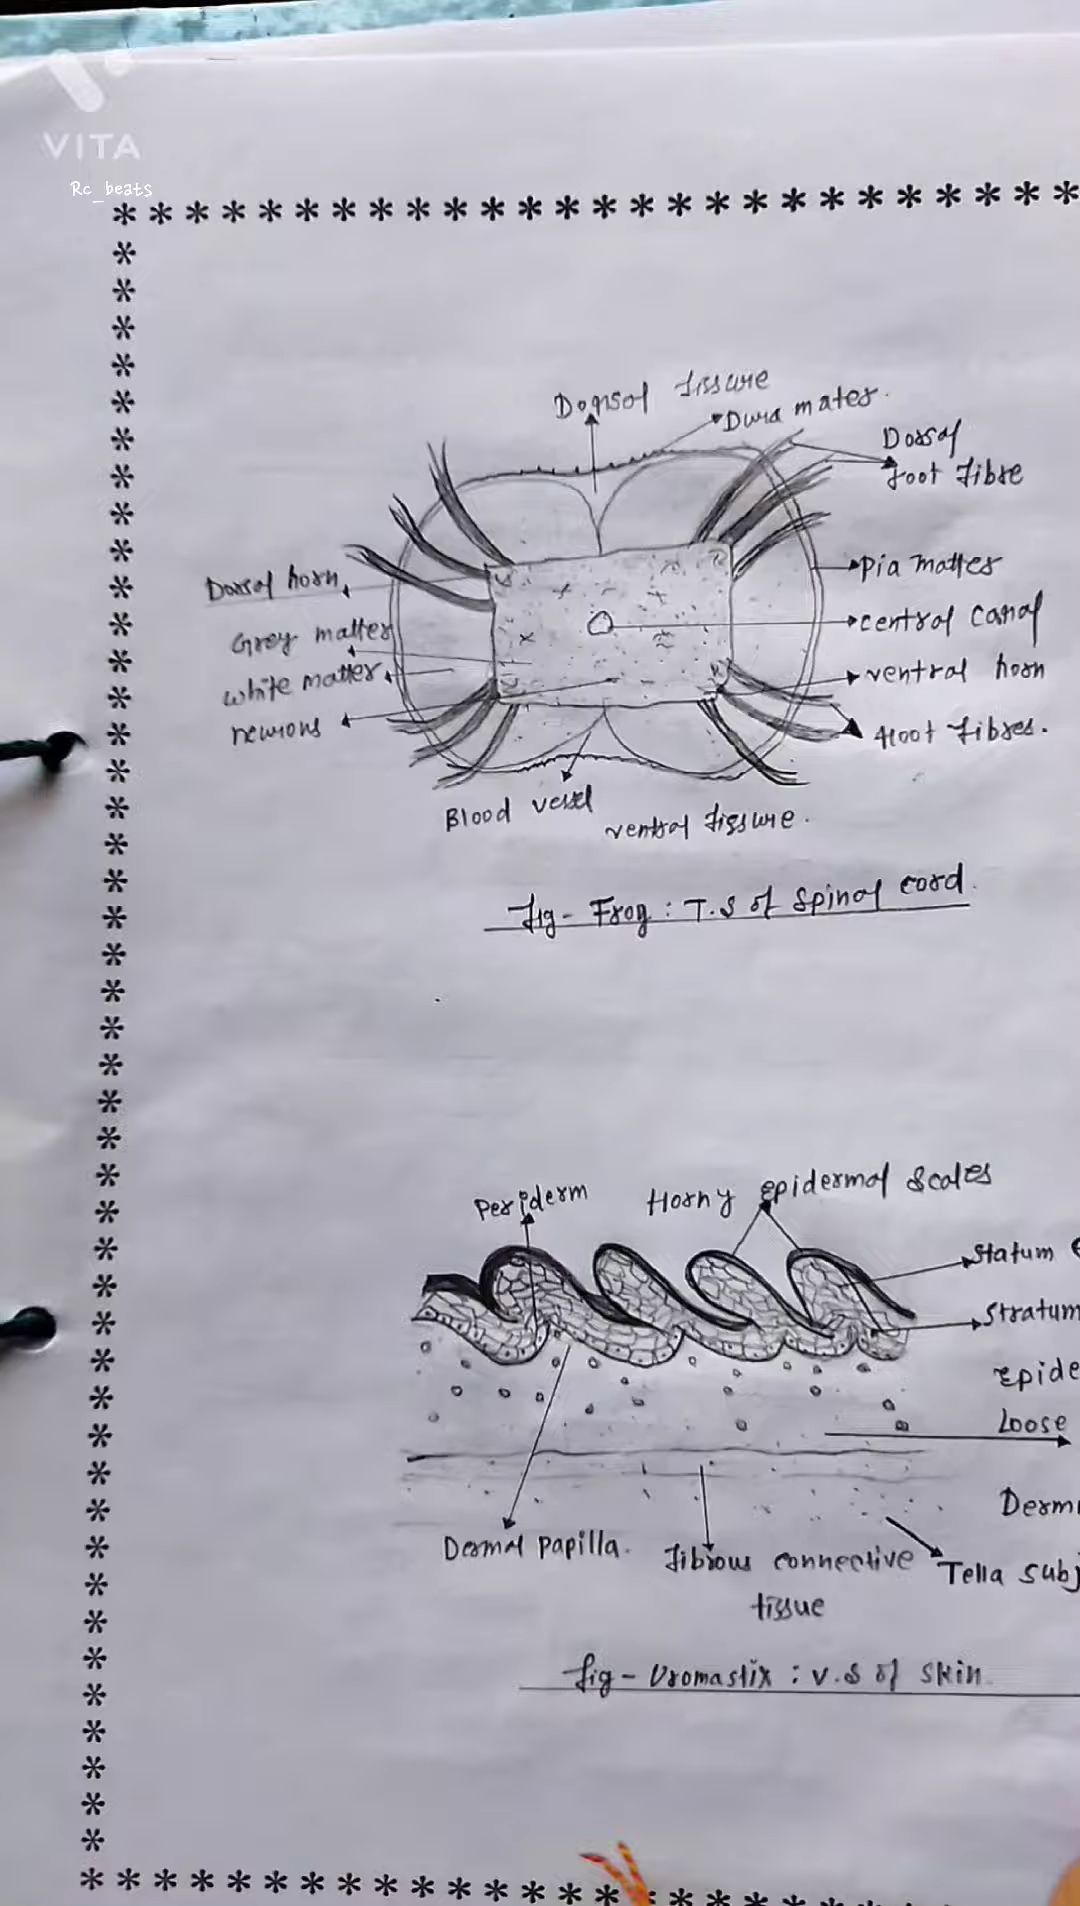 VITA
Rc_beats
Dorsol fissure
Dura mater.
Dorsal
root fibre
Dorsal horn
Pia matter
Grey matter
central canal
white matter
ventral horn
neurons
root fibres.
Blood vessel
ventral fissure.
fig- Frog : T.S of spinal cord.
Periderm
Horny epidermal scales
Statum
Stratum
Epide
Loose
Dermal papilla.
fibrous connective
tissue
Derm
Tella subj
fig - Uromastix : V.S of skin.